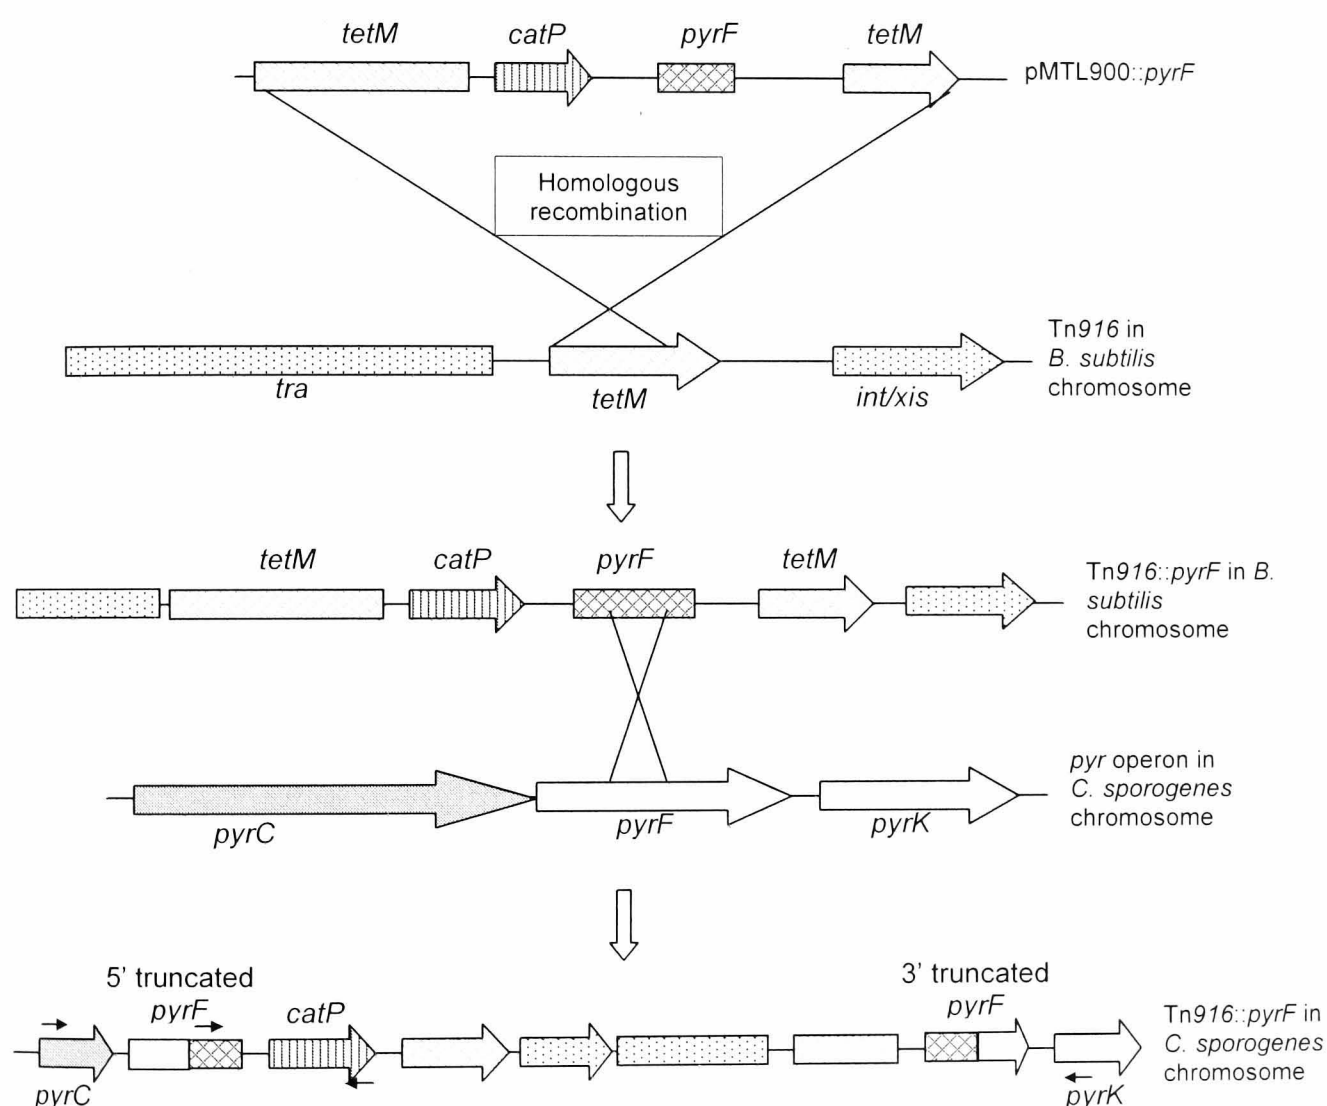 tetM catP pyrF tetM
pMTL900::pyrF
Homologous
recombination
Tn916 in
B. subtilis
chromosome
tra tetM int/xis
tetM catP pyrF tetM
Tn916::pyrF in B.
subtilis
chromosome
pyr operon in
C. sporogenes
chromosome
pyrC pyrF pyrK
5' truncated
pyrF
catP
3' truncated
pyrF
Tn916::pyrF in
C. sporogenes
chromosome
pyrC
pyrK